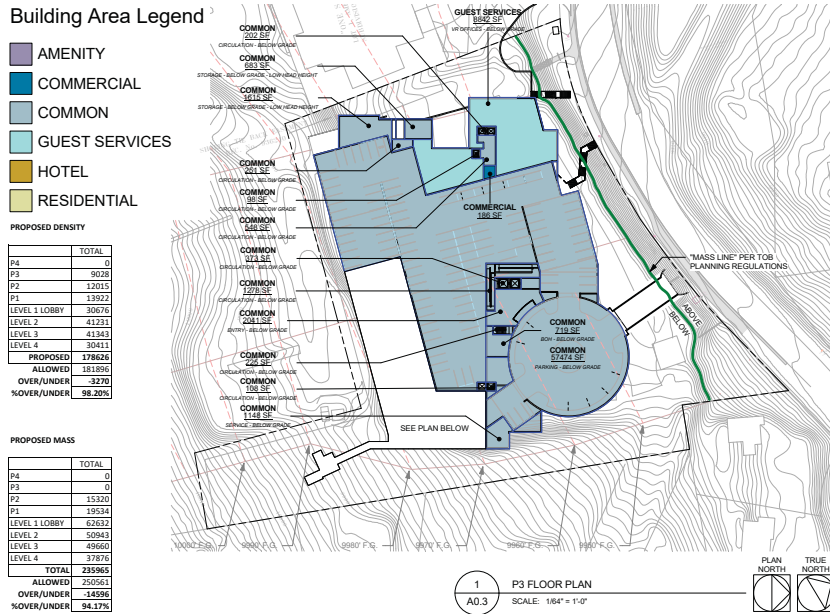 Building Area Legend
AMENITY
COMMERCIAL
COMMON
GUEST SERVICES
HOTEL
RESIDENTIAL
PROPOSED DENSITY
TOTAL
P4 0
P3 9028
P2 12015
P1 13922
LEVEL 1 LOBBY 30676
LEVEL 2 41231
LEVEL 3 41343
LEVEL 4 30411
PROPOSED 178626
ALLOWED 181896
OVER/UNDER -3270
%OVER/UNDER 98.20%
PROPOSED MASS
TOTAL
P4 0
P3 0
P2 15320
P1 19534
LEVEL 1 LOBBY 62632
LEVEL 2 50943
LEVEL 3 49660
LEVEL 4 37876
TOTAL 235965
ALLOWED 250561
OVER/UNDER -14596
%OVER/UNDER 94.17%
COMMON
202 SF
CIRCULATION - BELOW GRADE
COMMON
683 SF
STORAGE - BELOW GRADE - LOW HEAD HEIGHT
COMMON
1615 SF
STORAGE - BELOW GRADE - LOW HEAD HEIGHT
COMMON
251 SF
CIRCULATION - BELOW GRADE
COMMON
98 SF
CIRCULATION - BELOW GRADE
COMMON
548 SF
CIRCULATION - BELOW GRADE
COMMON
373 SF
CIRCULATION - BELOW GRADE
COMMON
1278 SF
CIRCULATION - BELOW GRADE
COMMON
2041 SF
ENTRY - BELOW GRADE
COMMON
225 SF
CIRCULATION - BELOW GRADE
COMMON
108 SF
CIRCULATION - BELOW GRADE
COMMON
1148 SF
SERVICE - BELOW GRADE
GUEST SERVICES
8842 SF
VR OFFICES - BELOW GRADE
COMMERCIAL
186 SF
COMMON
719 SF
BOH - BELOW GRADE
COMMON
57474 SF
PARKING - BELOW GRADE
"MASS LINE" PER TOB
PLANNING REGULATIONS
ABOVE
BELOW
SEE PLAN BELOW
10000' F.G.
9990' F.G.
9980' F.G.
9970' F.G.
9960' F.G.
9950' F.G.
1
A0.3
P3 FLOOR PLAN
SCALE: 1/64" = 1'-0"
PLAN
NORTH
TRUE
NORTH